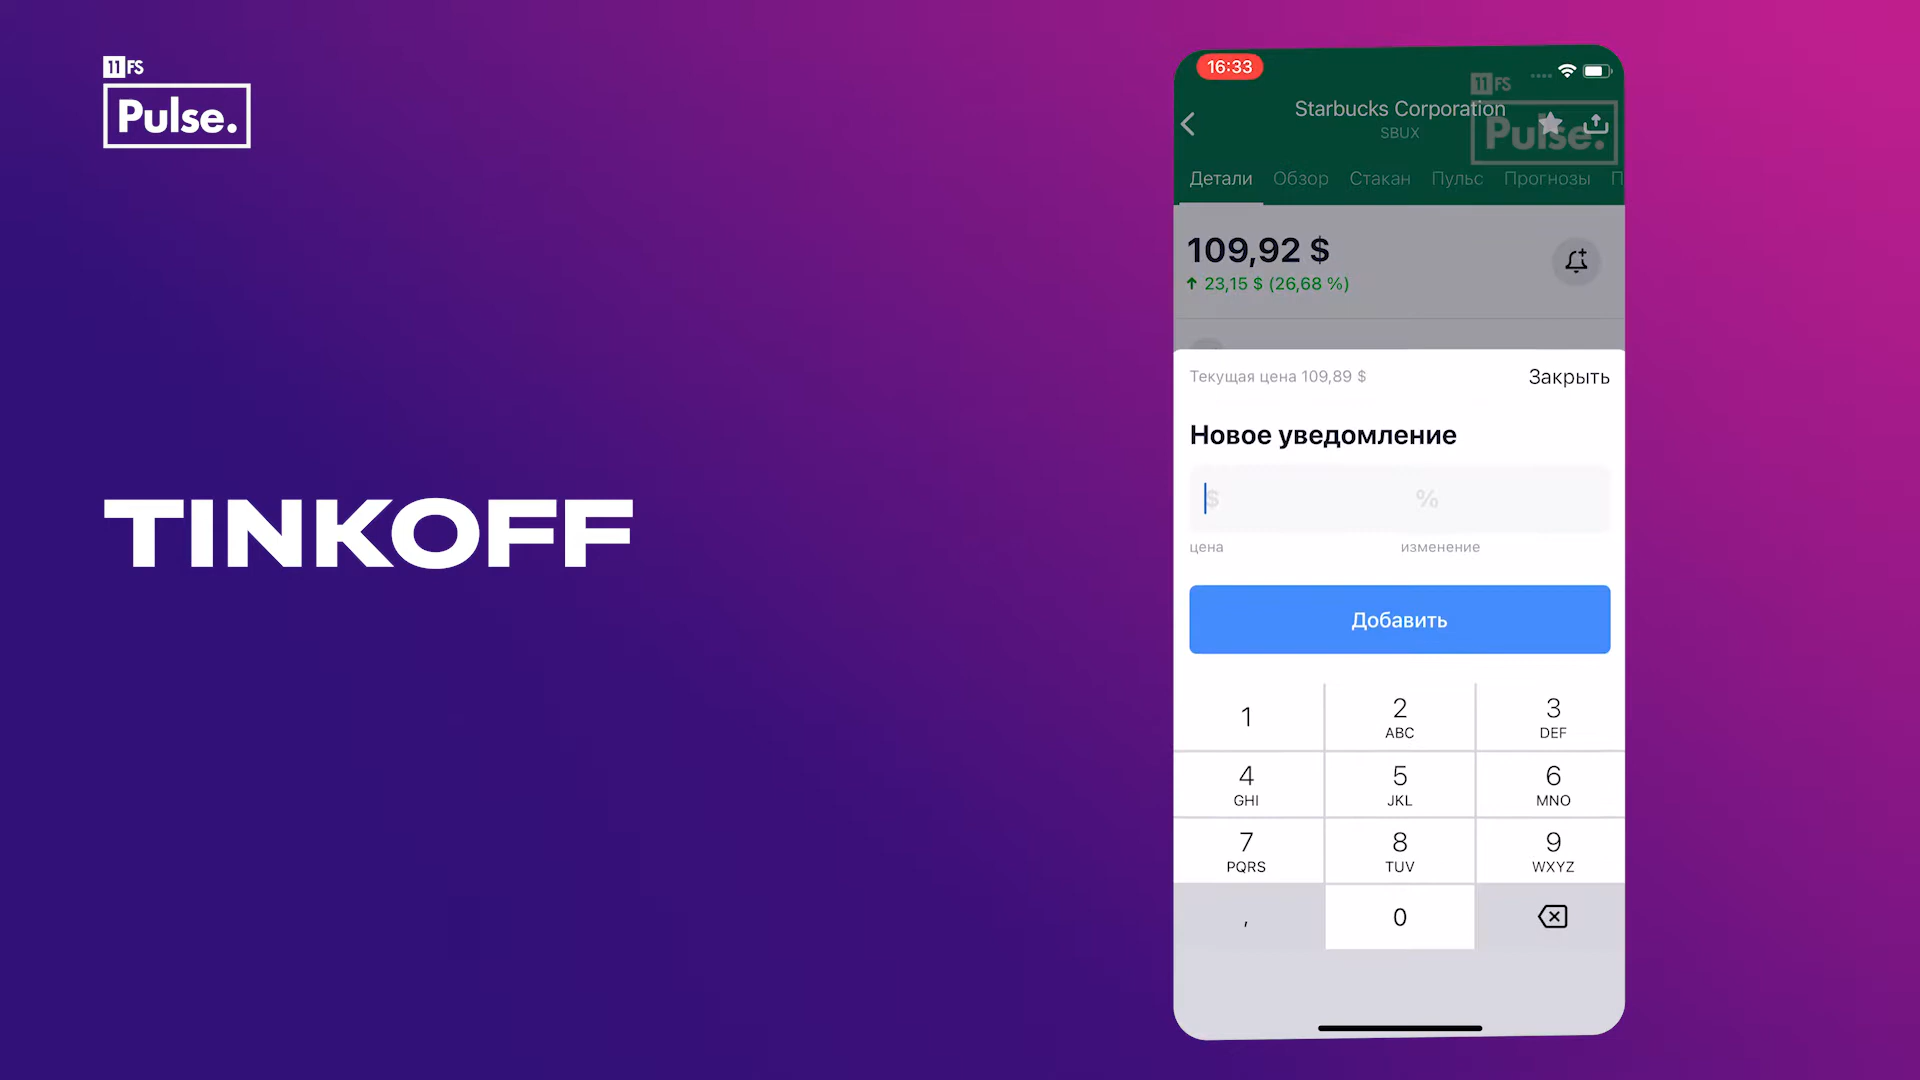 11FS
Pulse.
TINKOFF
16:33
11FS
Pulse.
Starbucks Corporation
SBUX
Детали Обзор Стакан Пульс Прогнозы П
109,92 $
↑ 23,15 $ (26,68 %)
Текущая цена 109,89 $
Закрыть
Новое уведомление
$ %
цена изменение
Добавить
1 2 3
ABC DEF
4 5 6
GHI JKL MNO
7 8 9
PQRS TUV WXYZ
, 0